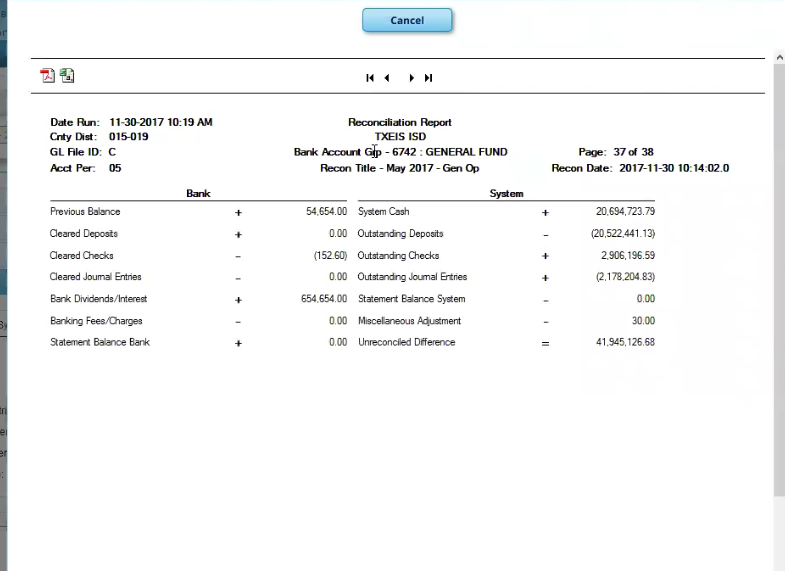 Cancel
Date Run: 11-30-2017 10:19 AM Reconciliation Report
Cnty Dist: 015-019 TXEIS ISD
GL File ID: C Bank Account Grp - 6742 : GENERAL FUND Page: 37 of 38
Acct Per: 05 Recon Title - May 2017 - Gen Op Recon Date: 2017-11-30 10:14:02.0
Bank System
Previous Balance + 54,654.00 System Cash + 20,694,723.79
Cleared Deposits + 0.00 Outstanding Deposits - (20,522,441.13)
Cleared Checks - (152.60) Outstanding Checks + 2,906,196.59
Cleared Journal Entries - 0.00 Outstanding Journal Entries + (2,178,204.83)
Bank Dividends/Interest + 654,654.00 Statement Balance System - 0.00
Banking Fees/Charges - 0.00 Miscellaneous Adjustment - 30.00
Statement Balance Bank + 0.00 Unreconciled Difference = 41,945,126.68